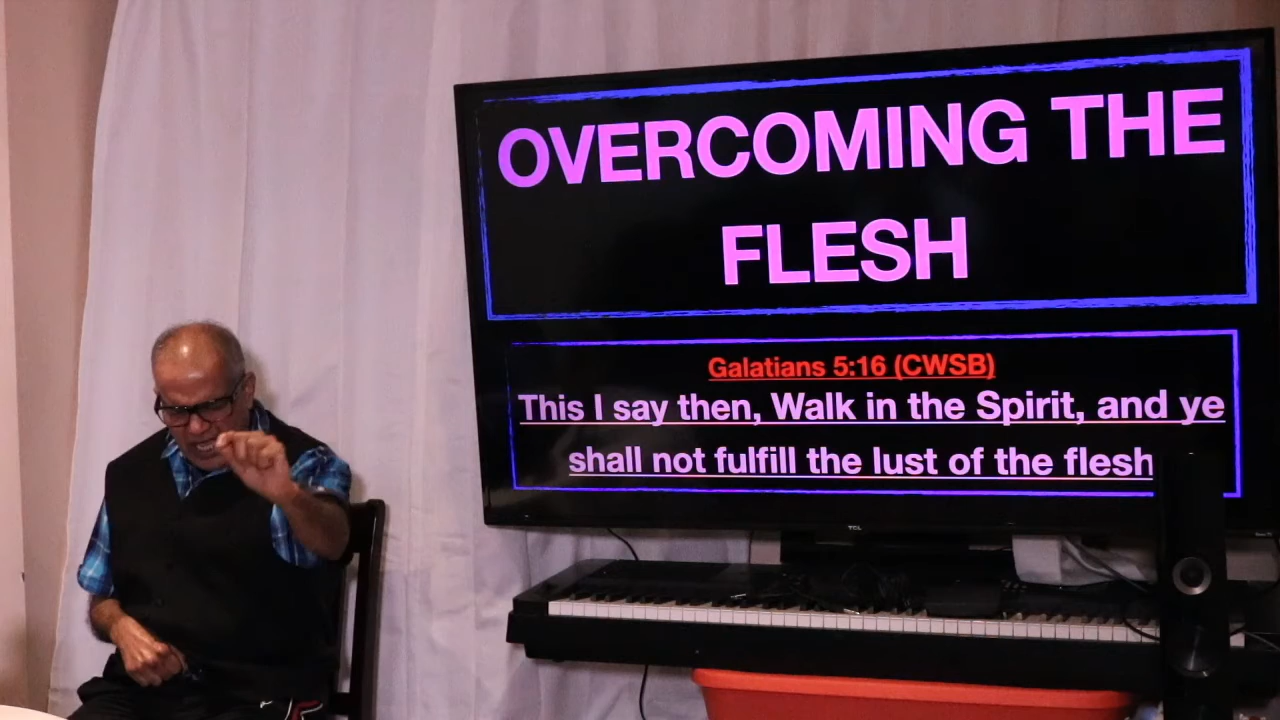 OVERCOMING THE
FLESH
Galatians 5:16 (CWSB)
This I say then, Walk in the Spirit, and ye
shall not fulfill the lust of the flesh
TCL